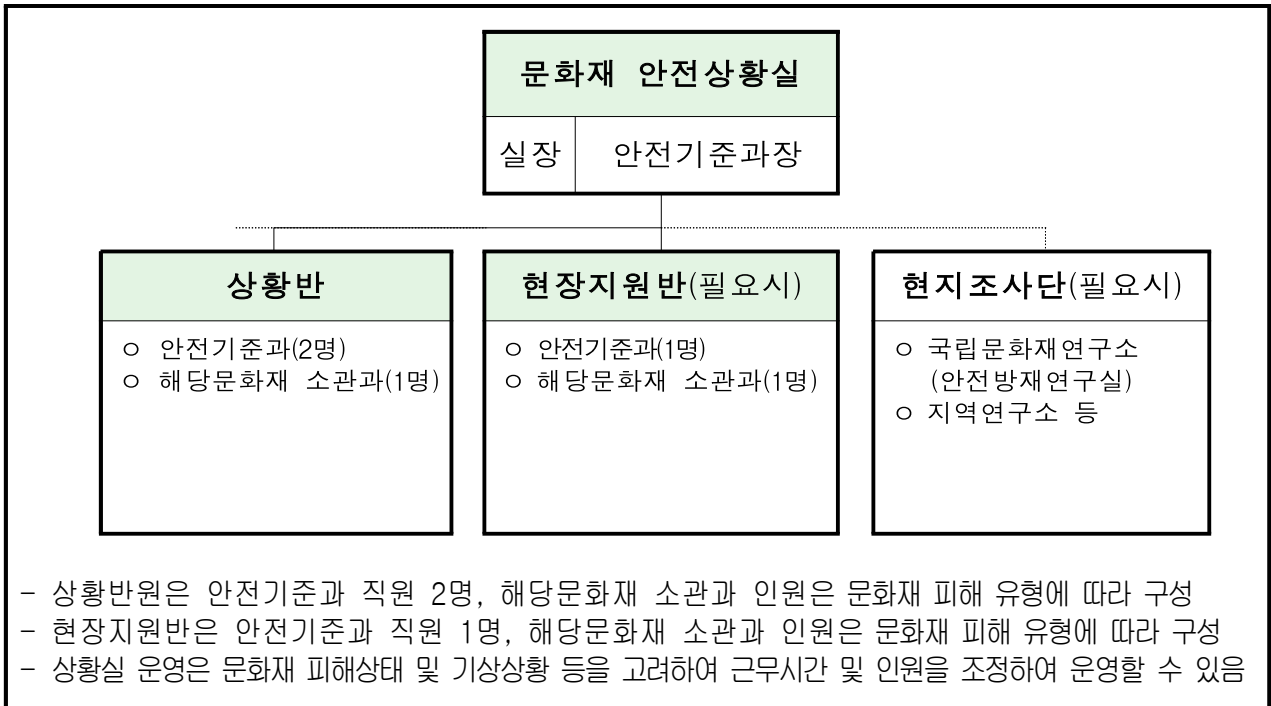 문화재 안전상황실
실장 안전기준과장
상황반
ㅇ 안전기준과(2명)
ㅇ 해당문화재 소관과(1명)
현장지원반(필요시)
ㅇ 안전기준과(1명)
ㅇ 해당문화재 소관과(1명)
현지조사단(필요시)
ㅇ 국립문화재연구소
(안전방재연구실)
ㅇ 지역연구소 등
- 상황반원은 안전기준과 직원 2명, 해당문화재 소관과 인원은 문화재 피해 유형에 따라 구성
- 현장지원반은 안전기준과 직원 1명, 해당문화재 소관과 인원은 문화재 피해 유형에 따라 구성
- 상황실 운영은 문화재 피해상태 및 기상상황 등을 고려하여 근무시간 및 인원을 조정하여 운영할 수 있음